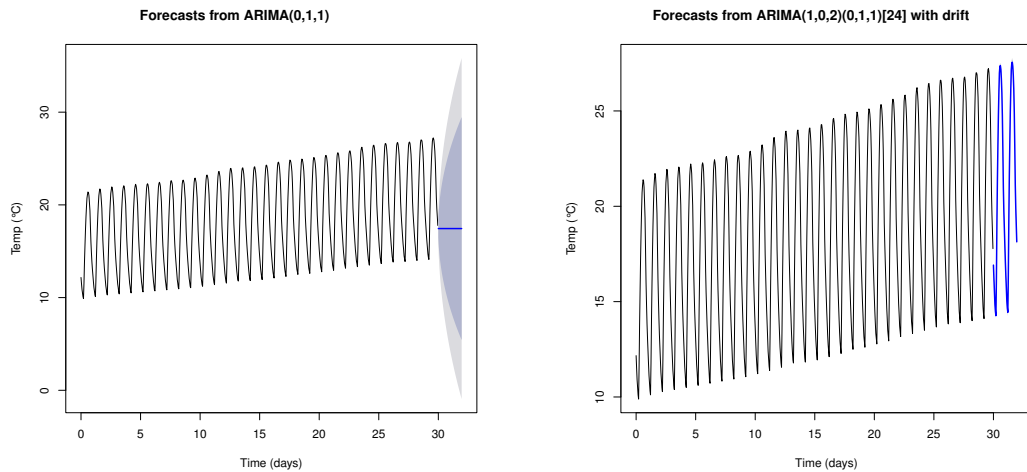 Forecasts from ARIMA(0,1,1)
Temp (°C)
30
20
10
0
0 5 10 15 20 25 30
Time (days)
Forecasts from ARIMA(1,0,2)(0,1,1)[24] with drift
Temp (°C)
25
20
15
10
0 5 10 15 20 25 30
Time (days)